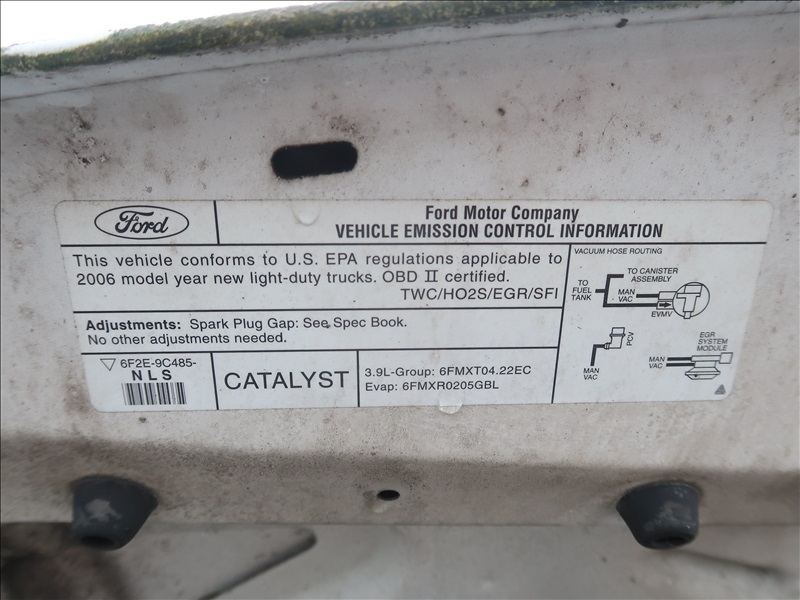 Ford
Ford Motor Company
VEHICLE EMISSION CONTROL INFORMATION
This vehicle conforms to U.S. EPA regulations applicable to
2006 model year new light-duty trucks. OBD II certified.
TWC/HO2S/EGR/SFI
Adjustments: Spark Plug Gap: See Spec Book.
No other adjustments needed.
6F2E-9C485-
NLS
CATALYST
3.9L-Group: 6FMXT04.22EC
Evap: 6FMXR0205GBL
VACUUM HOSE ROUTING
TO CANISTER
ASSEMBLY
TO
FUEL
TANK
MAN
VAC
EVMV
PCV
MAN
VAC
EGR
SYSTEM
MODULE
MAN
VAC